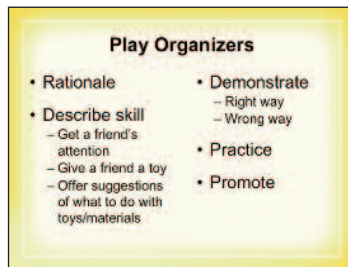 Play Organizers
• Rationale
• Describe skill
– Get a friend's
attention
– Give a friend a toy
– Offer suggestions
of what to do with
toys/materials
• Demonstrate
– Right way
– Wrong way
• Practice
• Promote